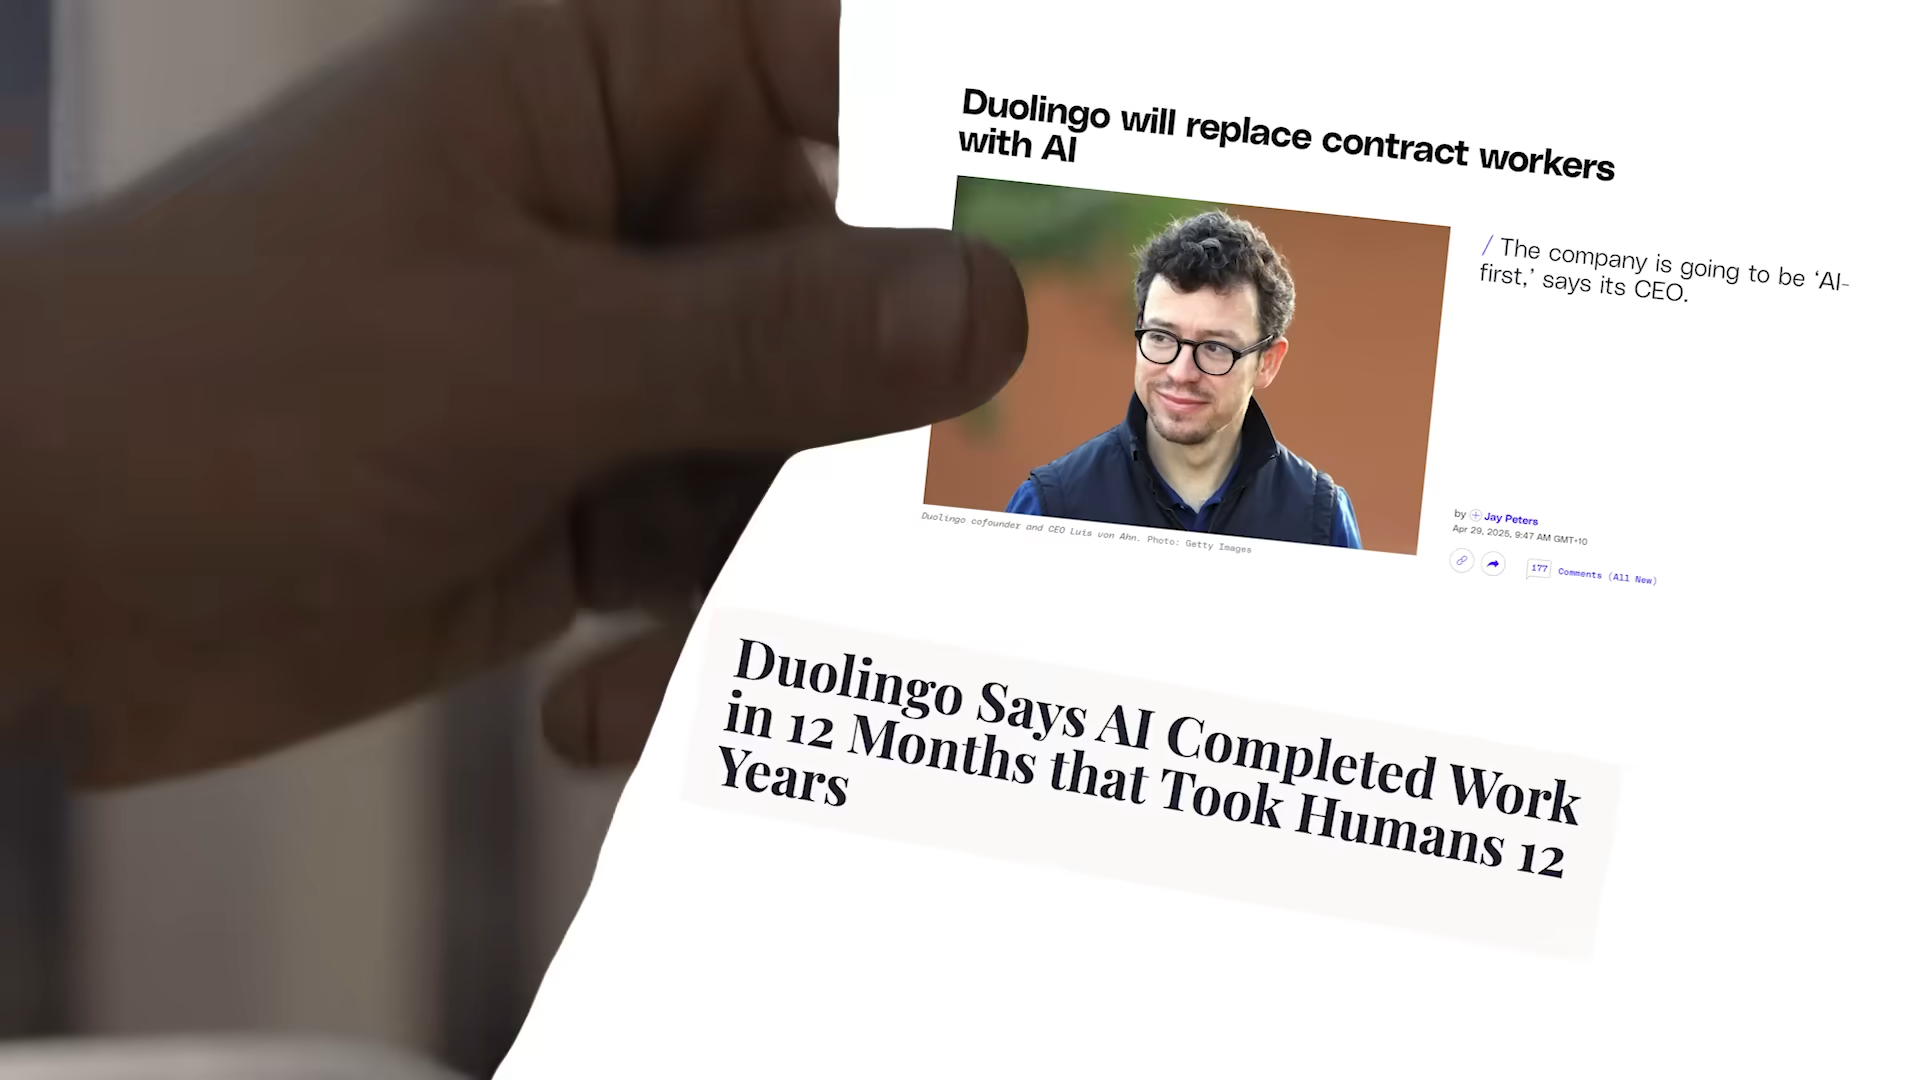 Duolingo will replace contract workers
with AI
/ The company is going to be ‘AI-
first,’ says its CEO.
by Jay Peters
Apr 29, 2025, 9:47 AM GMT+10
177 Comments (All New)
Duolingo cofounder and CEO Luis von Ahn. Photo: Getty Images
Duolingo Says AI Completed Work
in 12 Months that Took Humans 12
Years